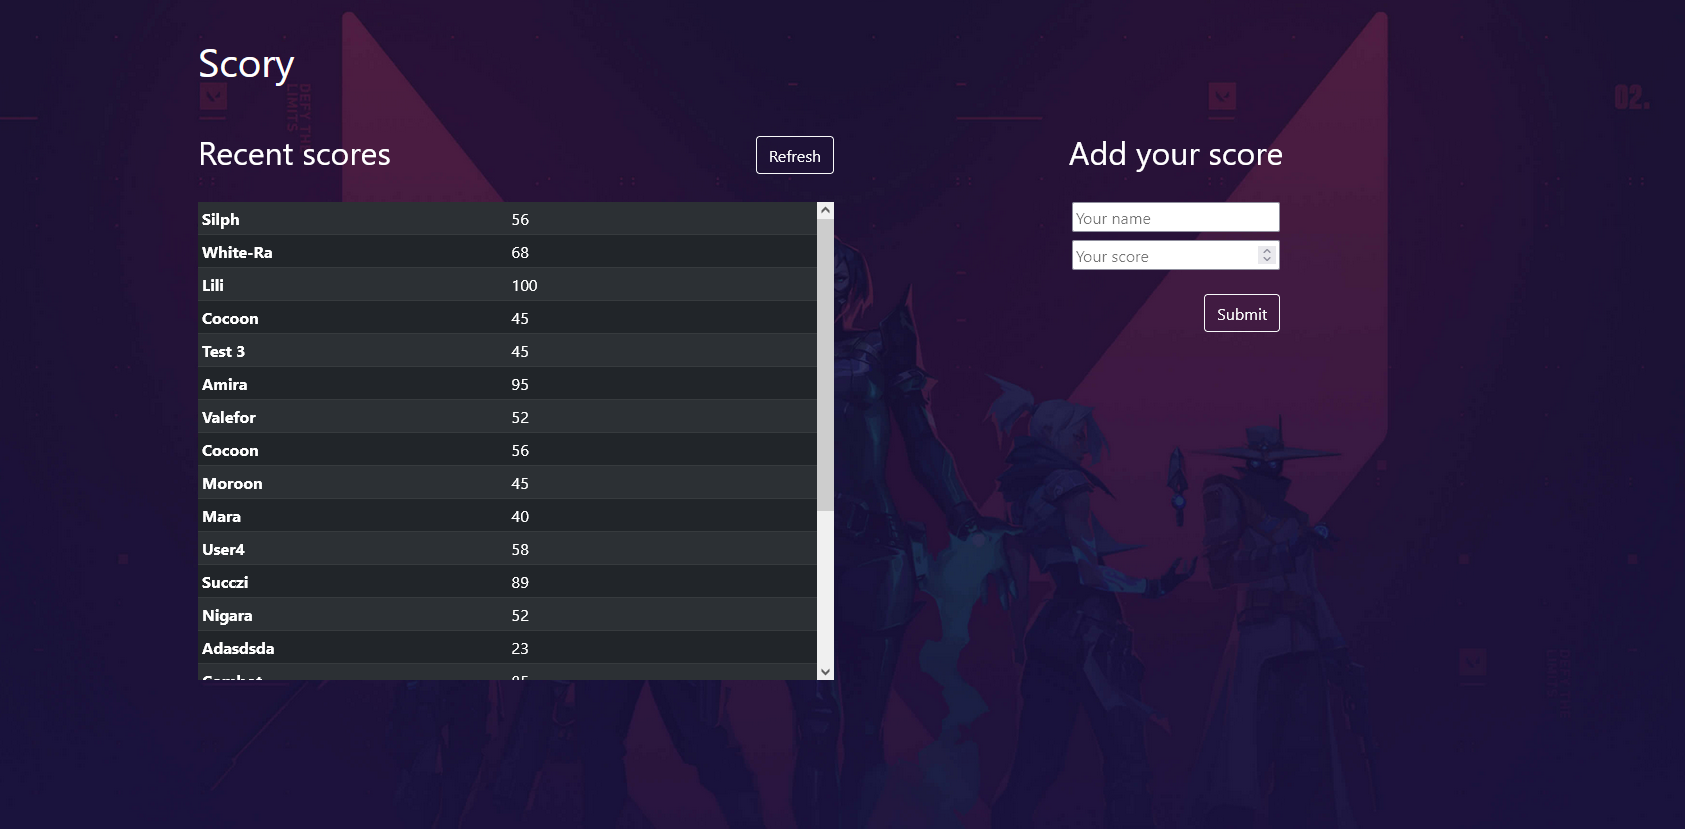 Scory
DEFY THE
LIMITS
02.
Recent scores
Refresh
Silph 56
White-Ra 68
Lili 100
Cocoon 45
Test 3 45
Amira 95
Valefor 52
Cocoon 56
Moroon 45
Mara 40
User4 58
Succzi 89
Nigara 52
Adasdsda 23
Add your score
Your name
Your score
Submit